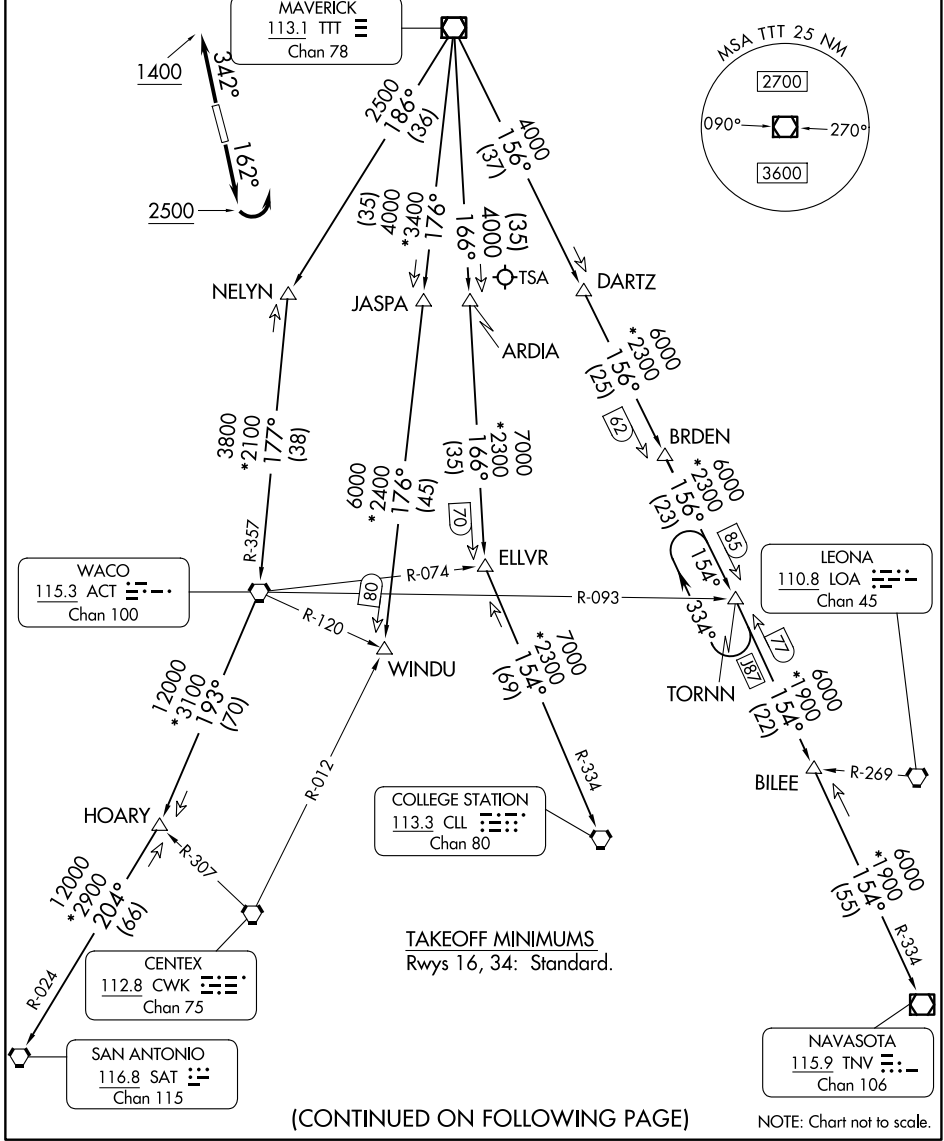 MAVERICK
113.1 TTT
Chan 78
1400
342°
162°
2500
MSA TTT 25 NM
2700
090°
270°
3600
2500
186°
(36)
(35)
4000
*3400
176°
(35)
4000
166°
4000
156°
(37)
TSA
NELYN
JASPA
ARDIA
DARTZ
6000
*2300
156°
(25)
62
BRDEN
3800
*2100
177°
(38)
6000
*2400
176°
(45)
7000
*2300
166°
(35)
70
6000
*2300
156°
(23)
85
R-357
ELLVR
154°
334°
WACO
115.3 ACT
Chan 100
R-074
80
R-093
R-120
WINDU
LEONA
110.8 LOA
Chan 45
J87
77
TORNN
12000
*3100
193°
(70)
7000
*2300
154°
(69)
6000
*1900
154°
(22)
R-012
R-334
BILEE
R-269
HOARY
R-307
COLLEGE STATION
113.3 CLL
Chan 80
12000
*2900
204°
(66)
6000
*1900
154°
(55)
R-334
R-024
CENTEX
112.8 CWK
Chan 75
TAKEOFF MINIMUMS
Rwys 16, 34: Standard.
SAN ANTONIO
116.8 SAT
Chan 115
NAVASOTA
115.9 TNV
Chan 106
(CONTINUED ON FOLLOWING PAGE)
NOTE: Chart not to scale.